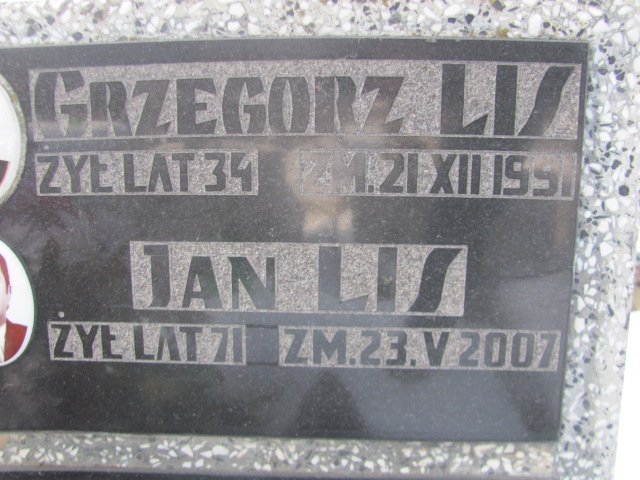 GRZEGORZ LIS
ŻYŁ LAT 34 ZM. 21 XII 1991
JAN LIS
ŻYŁ LAT 71 ZM. 23. V 2007